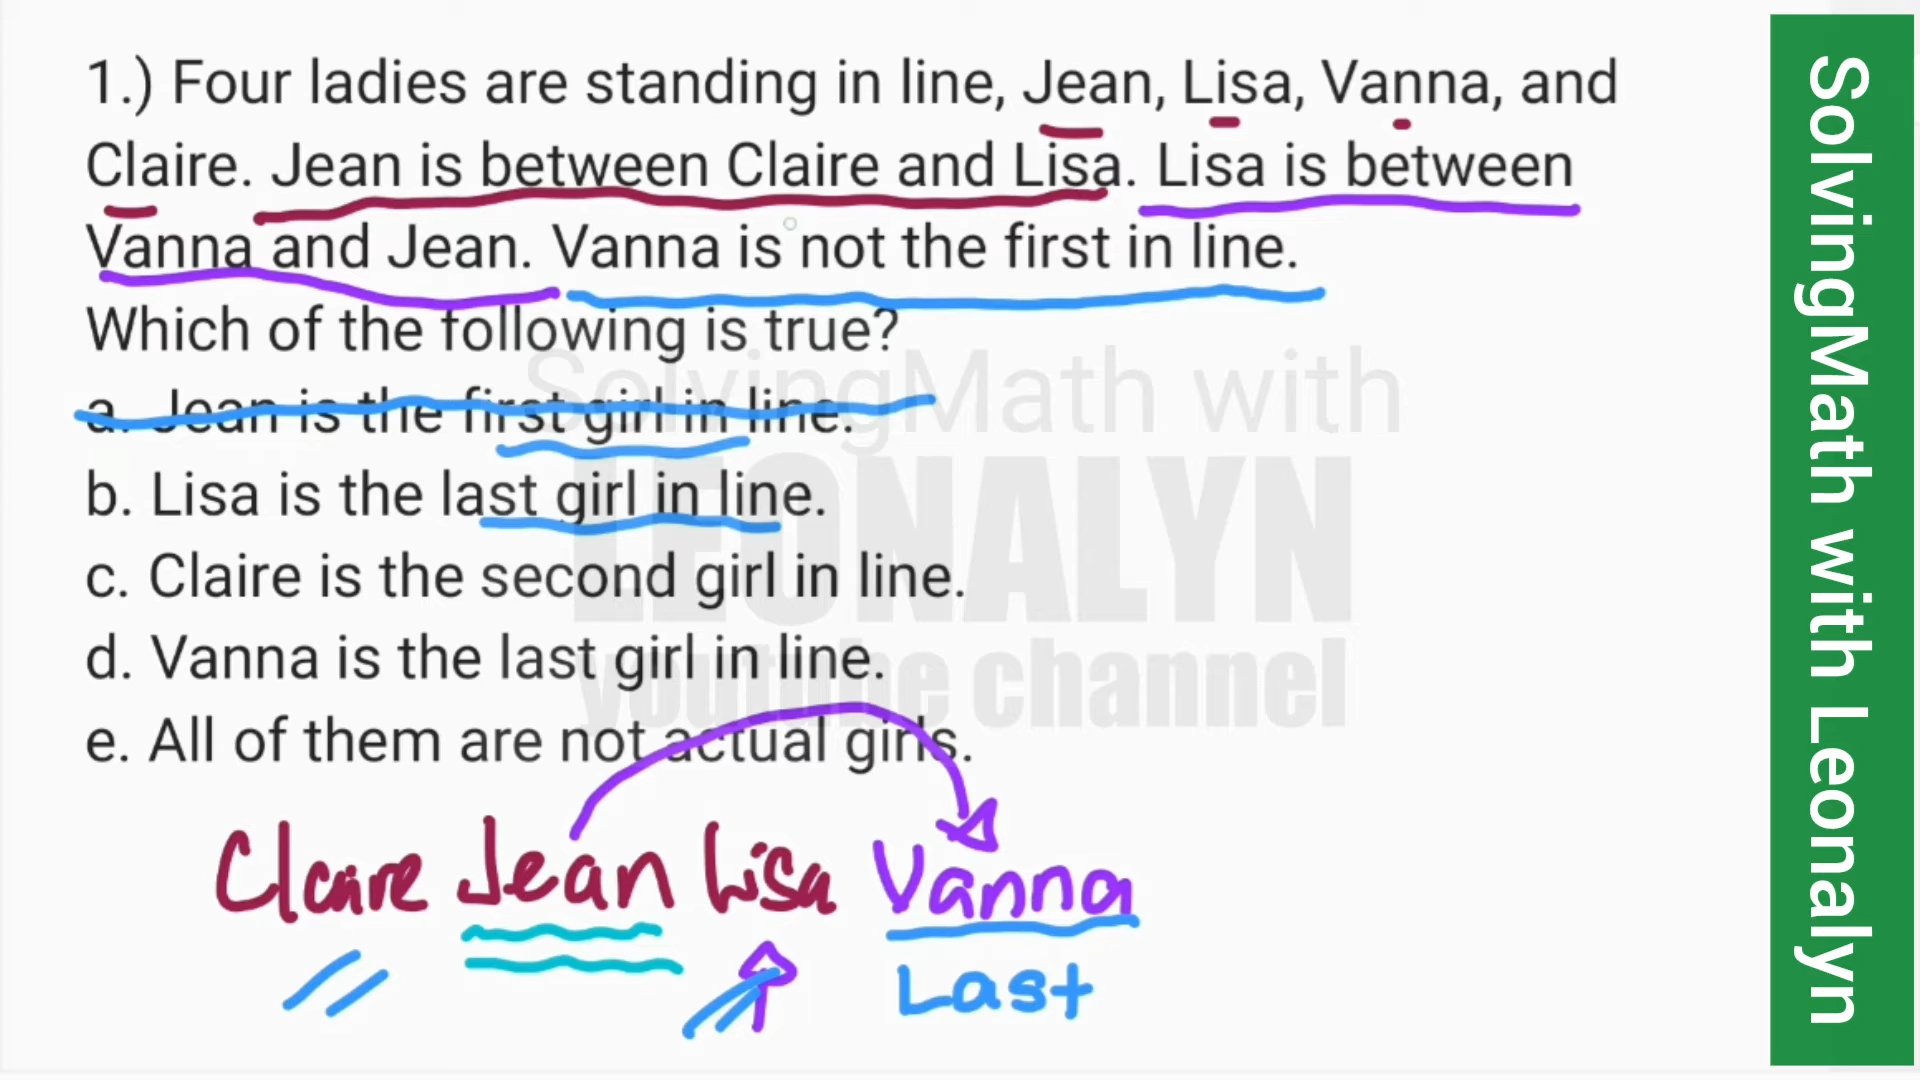 1.) Four ladies are standing in line, Jean, Lisa, Vanna, and
Claire. Jean is between Claire and Lisa. Lisa is between
Vanna and Jean. Vanna is not the first in line.
Which of the following is true?
a. Jean is the first girl in line.
b. Lisa is the last girl in line.
c. Claire is the second girl in line.
d. Vanna is the last girl in line.
e. All of them are not actual girls.
Claire Jean Lisa Vanna
Last
SolvingMath with
LEONALYN
youtube channel
SolvingMath with Leonalyn